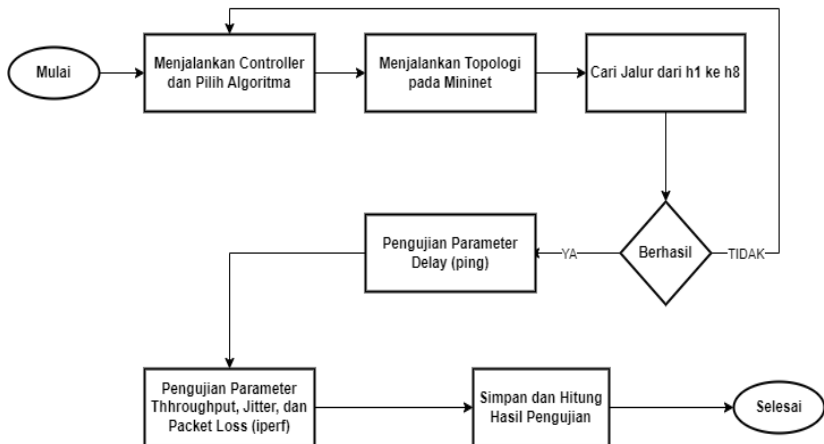 Mulai
Menjalankan Controller
dan Pilih Algoritma
Menjalankan Topologi
pada Mininet
Cari Jalur dari h1 ke h8
Pengujian Parameter
Delay (ping)
YA
Berhasil
TIDAK
Pengujian Parameter
Thhroughput, Jitter, dan
Packet Loss (iperf)
Simpan dan Hitung
Hasil Pengujian
Selesai